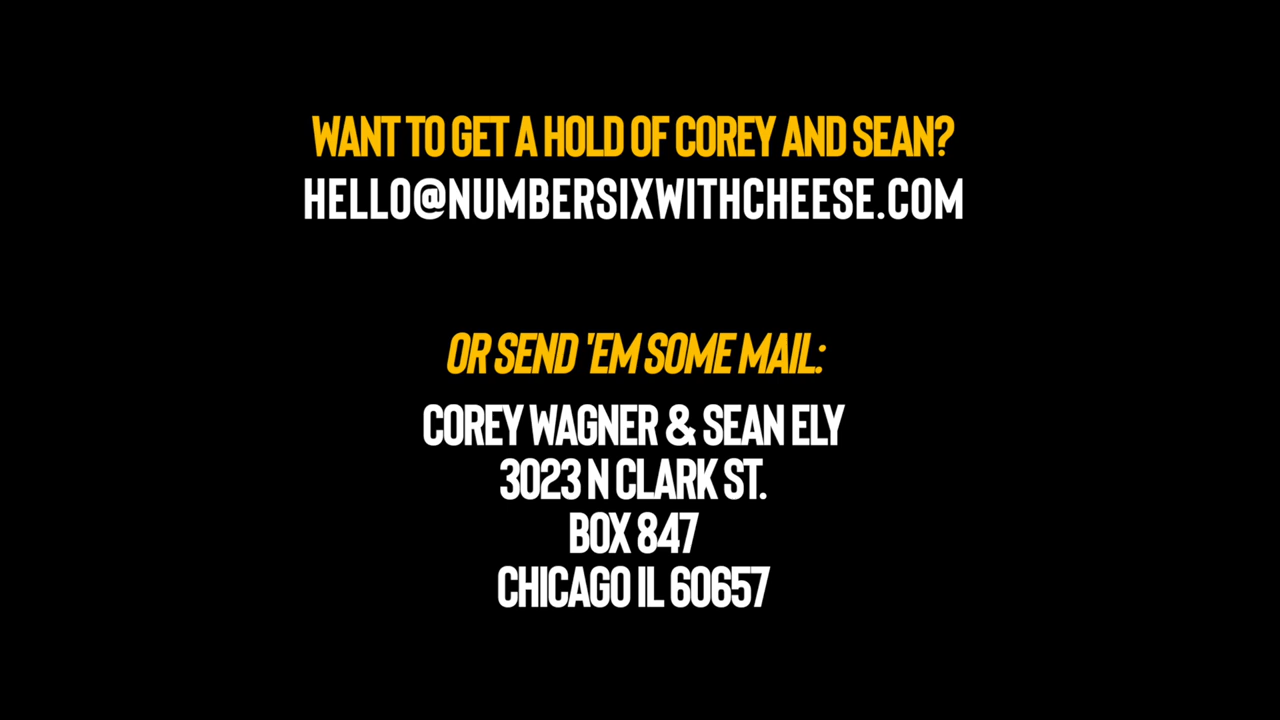 WANT TO GET A HOLD OF COREY AND SEAN?
HELLO@NUMBERSIXWITHCHEESE.COM
OR SEND 'EM SOME MAIL:
COREY WAGNER & SEAN ELY
3023 N CLARK ST.
BOX 847
CHICAGO IL 60657